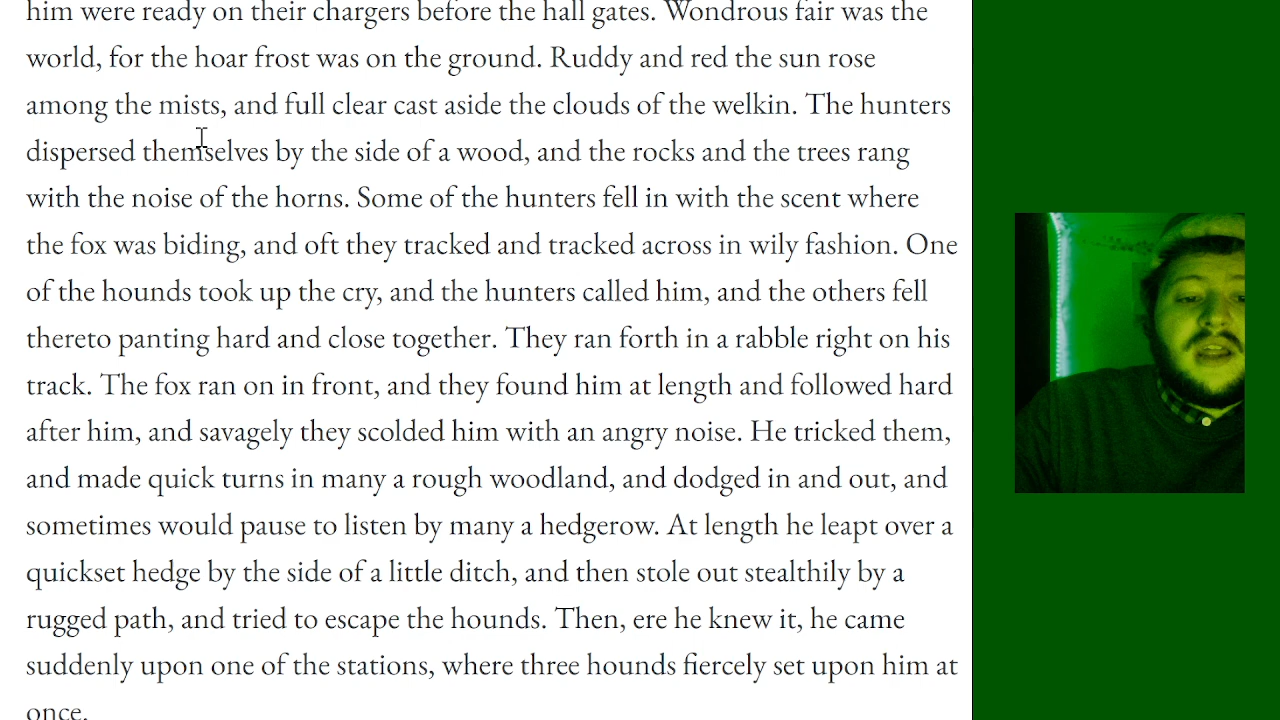 him were ready on their chargers before the hall gates. Wondrous fair was the
world, for the hoar frost was on the ground. Ruddy and red the sun rose
among the mists, and full clear cast aside the clouds of the welkin. The hunters
dispersed themselves by the side of a wood, and the rocks and the trees rang
with the noise of the horns. Some of the hunters fell in with the scent where
the fox was biding, and oft they tracked and tracked across in wily fashion. One
of the hounds took up the cry, and the hunters called him, and the others fell
thereto panting hard and close together. They ran forth in a rabble right on his
track. The fox ran on in front, and they found him at length and followed hard
after him, and savagely they scolded him with an angry noise. He tricked them,
and made quick turns in many a rough woodland, and dodged in and out, and
sometimes would pause to listen by many a hedgerow. At length he leapt over a
quickset hedge by the side of a little ditch, and then stole out stealthily by a
rugged path, and tried to escape the hounds. Then, ere he knew it, he came
suddenly upon one of the stations, where three hounds fiercely set upon him at
once.